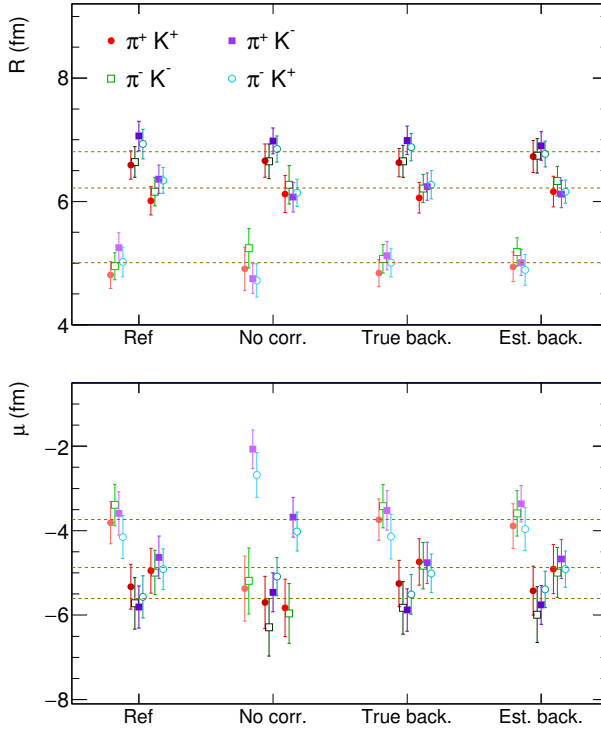 R (fm)
π⁺ K⁺ π⁺ K⁻
π⁻ K⁻ π⁻ K⁺
8
6
4
Ref No corr. True back. Est. back.
μ (fm)
−2
−4
−6
−8
Ref No corr. True back. Est. back.